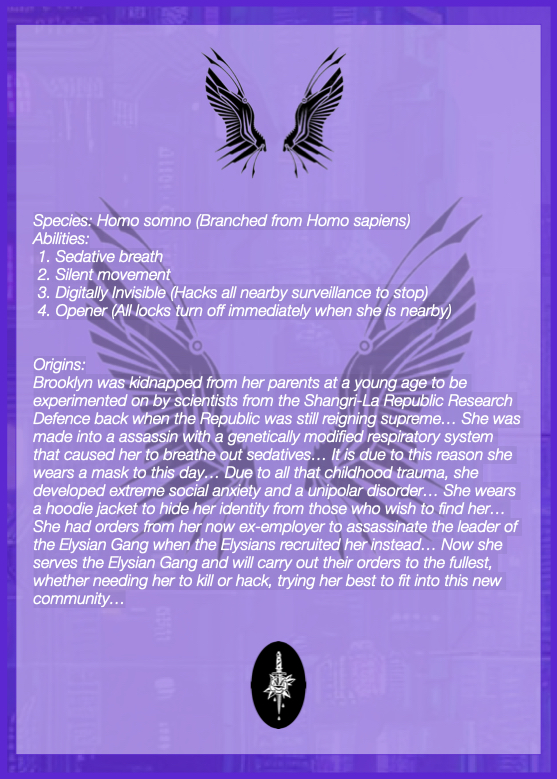 Species: Homo somno (Branched from Homo sapiens)
Abilities:
1. Sedative breath
2. Silent movement
3. Digitally Invisible (Hacks all nearby surveillance to stop)
4. Opener (All locks turn off immediately when she is nearby)
Origins:
Brooklyn was kidnapped from her parents at a young age to be
experimented on by scientists from the Shangri-La Republic Research
Defence back when the Republic was still reigning supreme… She was
made into a assassin with a genetically modified respiratory system
that caused her to breathe out sedatives… It is due to this reason she
wears a mask to this day… Due to all that childhood trauma, she
developed extreme social anxiety and a unipolar disorder… She wears
a hoodie jacket to hide her identity from those who wish to find her…
She had orders from her now ex-employer to assassinate the leader of
the Elysian Gang when the Elysians recruited her instead… Now she
serves the Elysian Gang and will carry out their orders to the fullest,
whether needing her to kill or hack, trying her best to fit into this new
community…